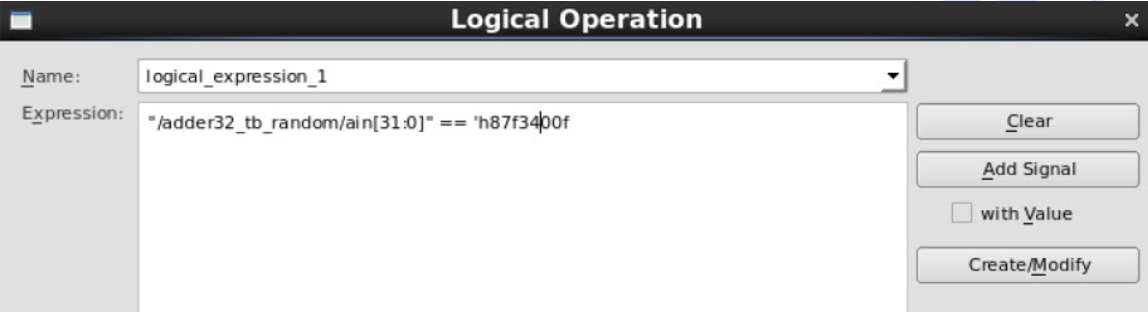 Logical Operation
Name: logical_expression_1
Expression: "/adder32_tb_random/ain[31:0]" == 'h87f3400f
Clear
Add Signal
with Value
Create/Modify